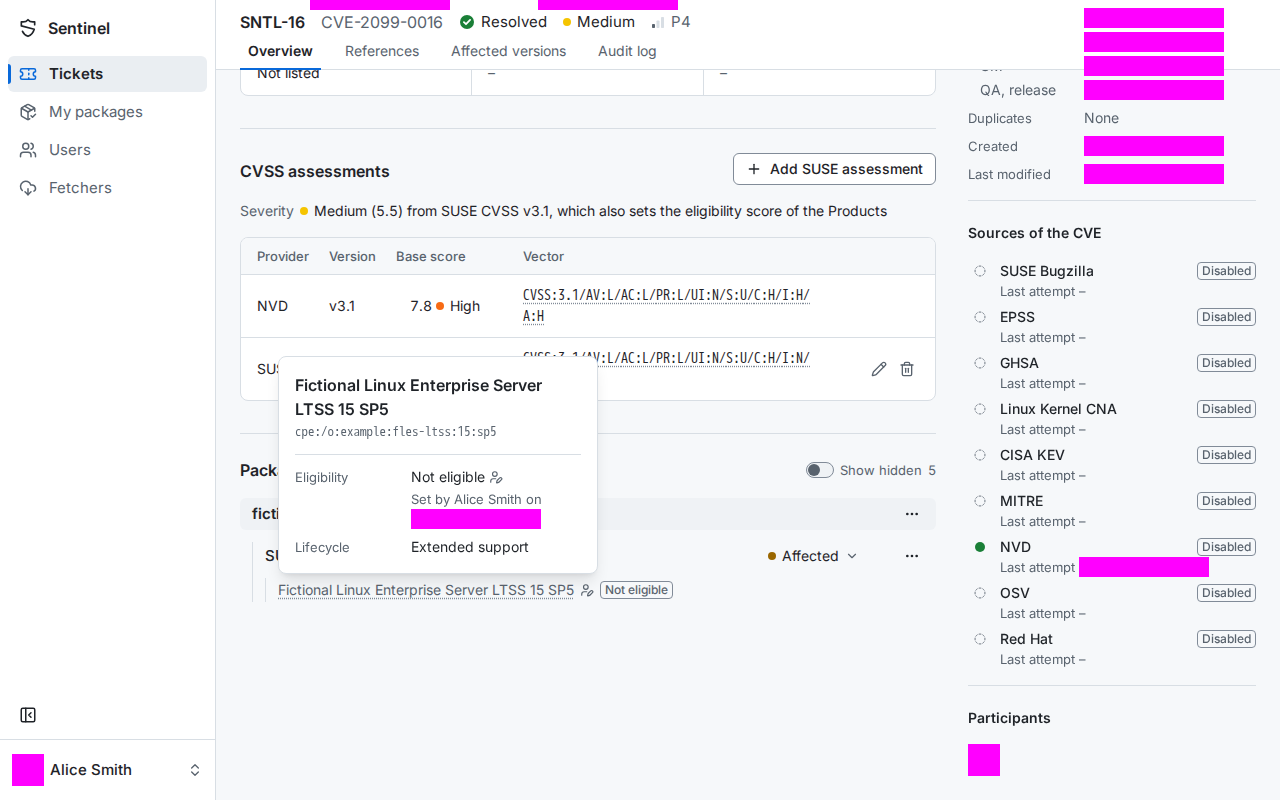 Sentinel
Tickets
My packages
Users
Fetchers
Alice Smith
SNTL-16 CVE-2099-0016 Resolved Medium P4
Overview References Affected versions Audit log
Not listed – –
CVSS assessments
Add SUSE assessment
Severity Medium (5.5) from SUSE CVSS v3.1, which also sets the eligibility score of the Products
Provider Version Base score Vector
NVD v3.1 7.8 High CVSS:3.1/AV:L/AC:L/PR:L/UI:N/S:U/C:H/I:H/
A:H
CVSS:3.1/AV:L/AC:L/PR:L/UI:N/S:U/C:H/I:N/
Fictional Linux Enterprise Server
LTSS 15 SP5
cpe:/o:example:fles-ltss:15:sp5
Eligibility Not eligible
Set by Alice Smith on
Lifecycle Extended support
Show hidden 5
Affected
Fictional Linux Enterprise Server LTSS 15 SP5 Not eligible
QA, release
Duplicates None
Created
Last modified
Sources of the CVE
SUSE Bugzilla Disabled
Last attempt –
EPSS Disabled
Last attempt –
GHSA Disabled
Last attempt –
Linux Kernel CNA Disabled
Last attempt –
CISA KEV Disabled
Last attempt –
MITRE Disabled
Last attempt –
NVD Disabled
Last attempt
OSV Disabled
Last attempt –
Red Hat Disabled
Last attempt –
Participants